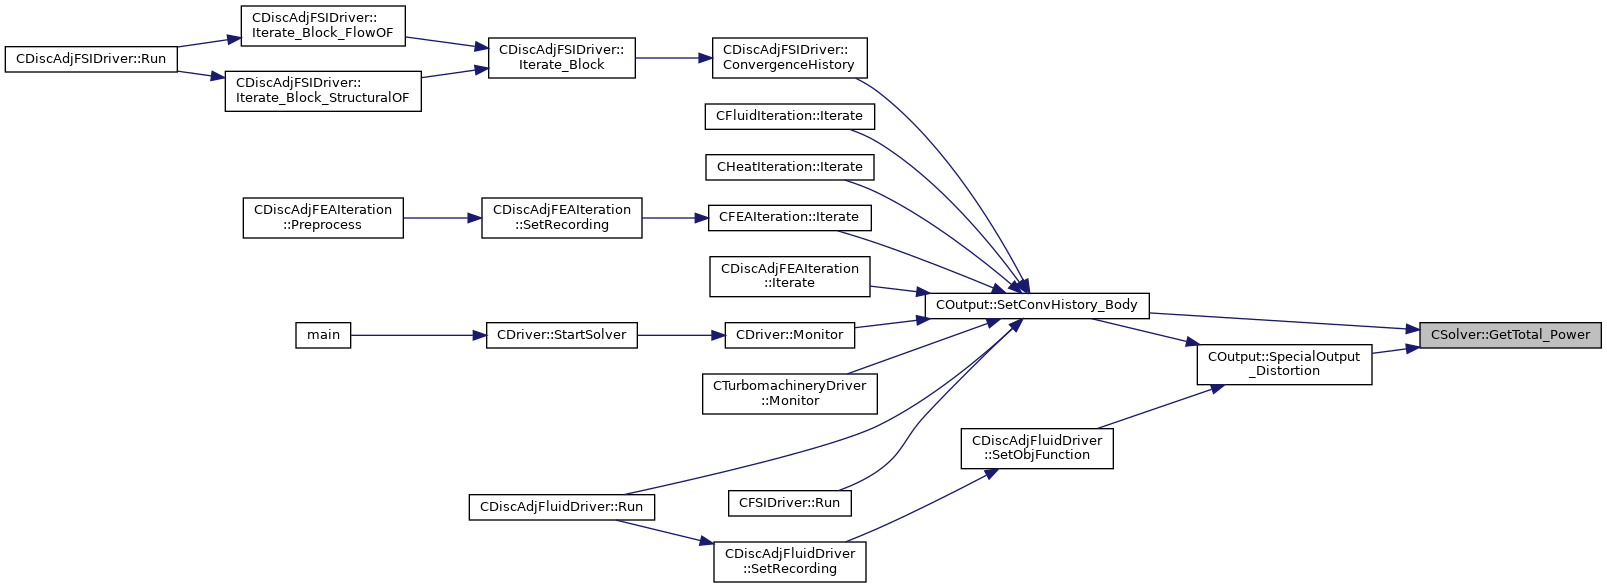 CDiscAdjFSIDriver::
Iterate_Block_FlowOF
CDiscAdjFSIDriver::Run
CDiscAdjFSIDriver::
Iterate_Block_StructuralOF
CDiscAdjFSIDriver::
Iterate_Block
CDiscAdjFSIDriver::
ConvergenceHistory
CFluidIteration::Iterate
CHeatIteration::Iterate
CDiscAdjFEAIteration
::Preprocess
CDiscAdjFEAIteration
::SetRecording
CFEAIteration::Iterate
CDiscAdjFEAIteration
::Iterate
COutput::SetConvHistory_Body
main
CDriver::StartSolver
CDriver::Monitor
CSolver::GetTotal_Power
COutput::SpecialOutput
_Distortion
CTurbomachineryDriver
::Monitor
CDiscAdjFluidDriver
::SetObjFunction
CDiscAdjFluidDriver::Run
CFSIDriver::Run
CDiscAdjFluidDriver
::SetRecording